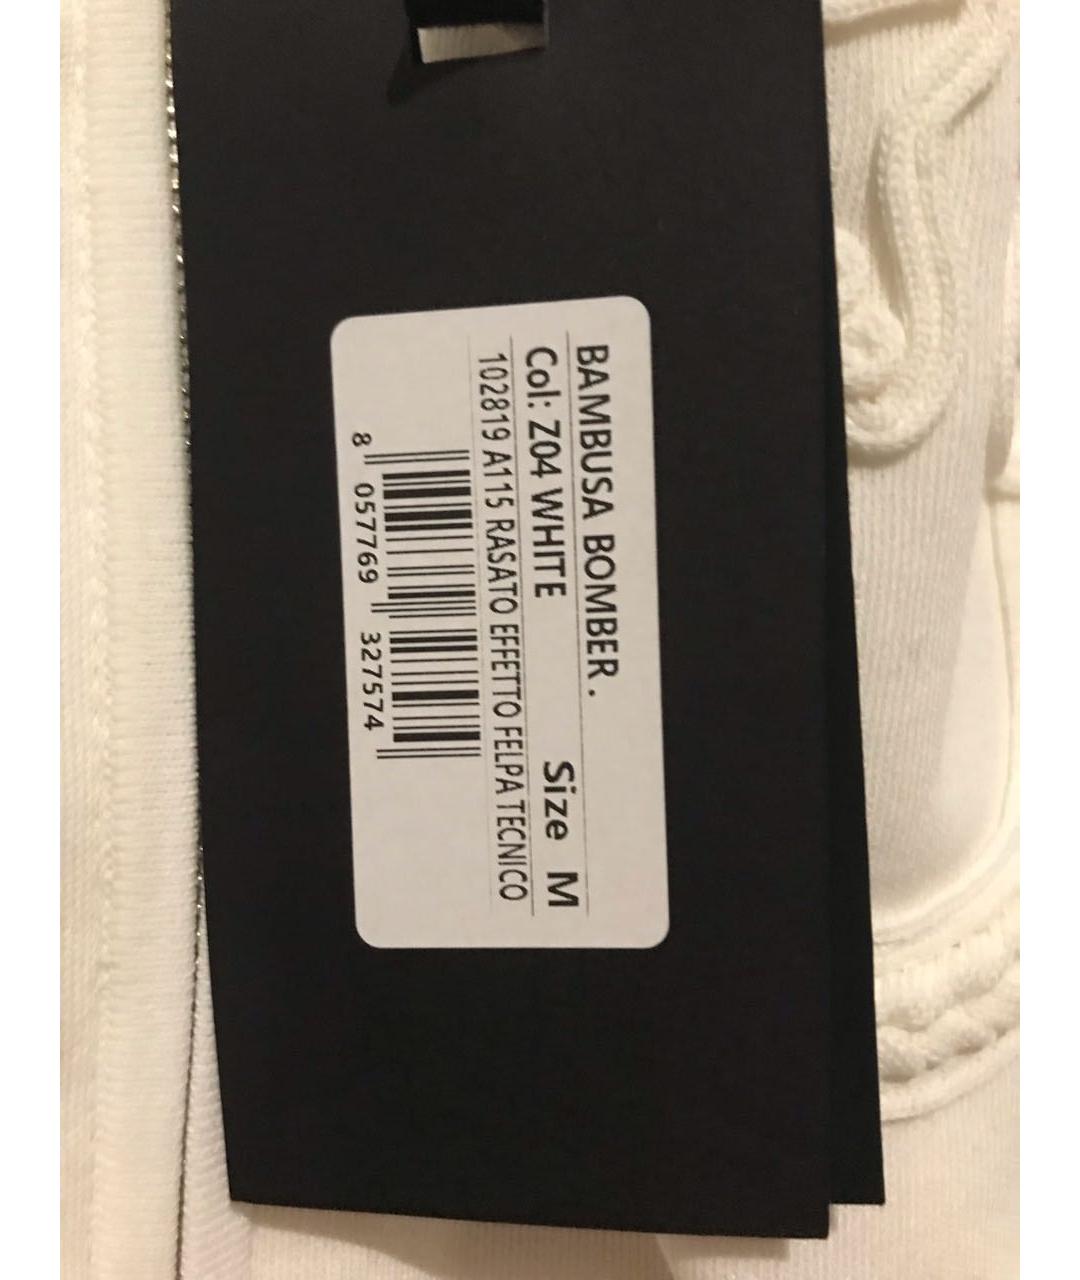 BAMBUSA BOMBER.
Col: Z04 WHITE Size M
102819 A115 RASATO EFFETTO FELPA TECNICO
8 057769 327574